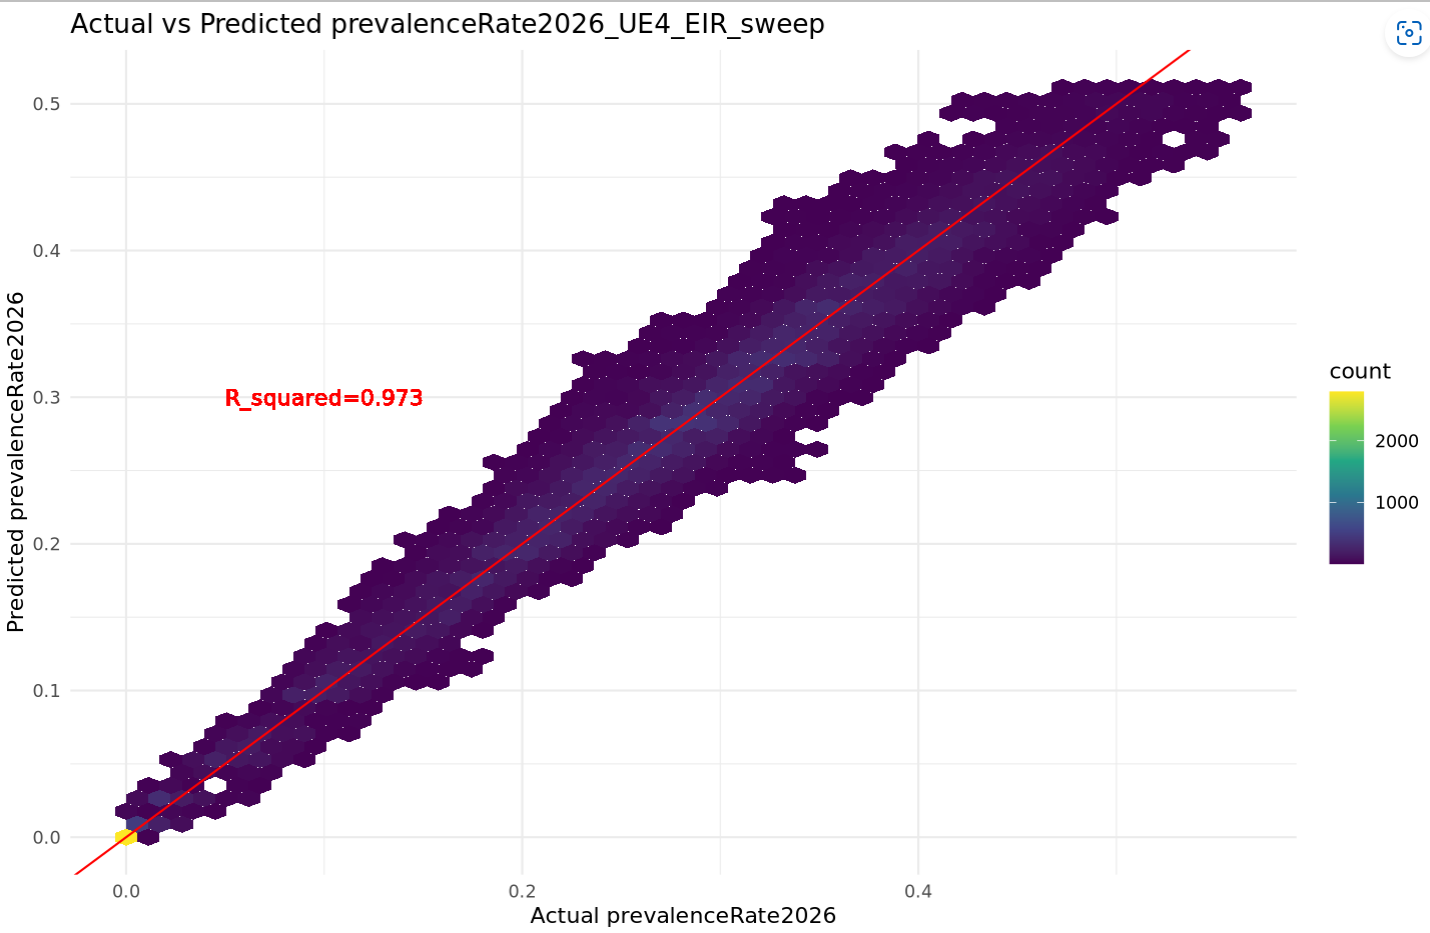 Actual vs Predicted prevalenceRate2026_UE4_EIR_sweep
Predicted prevalenceRate2026
0.5
0.4
0.3
0.2
0.1
0.0
R_squared=0.973
count
2000
1000
0.0
0.2
0.4
Actual prevalenceRate2026